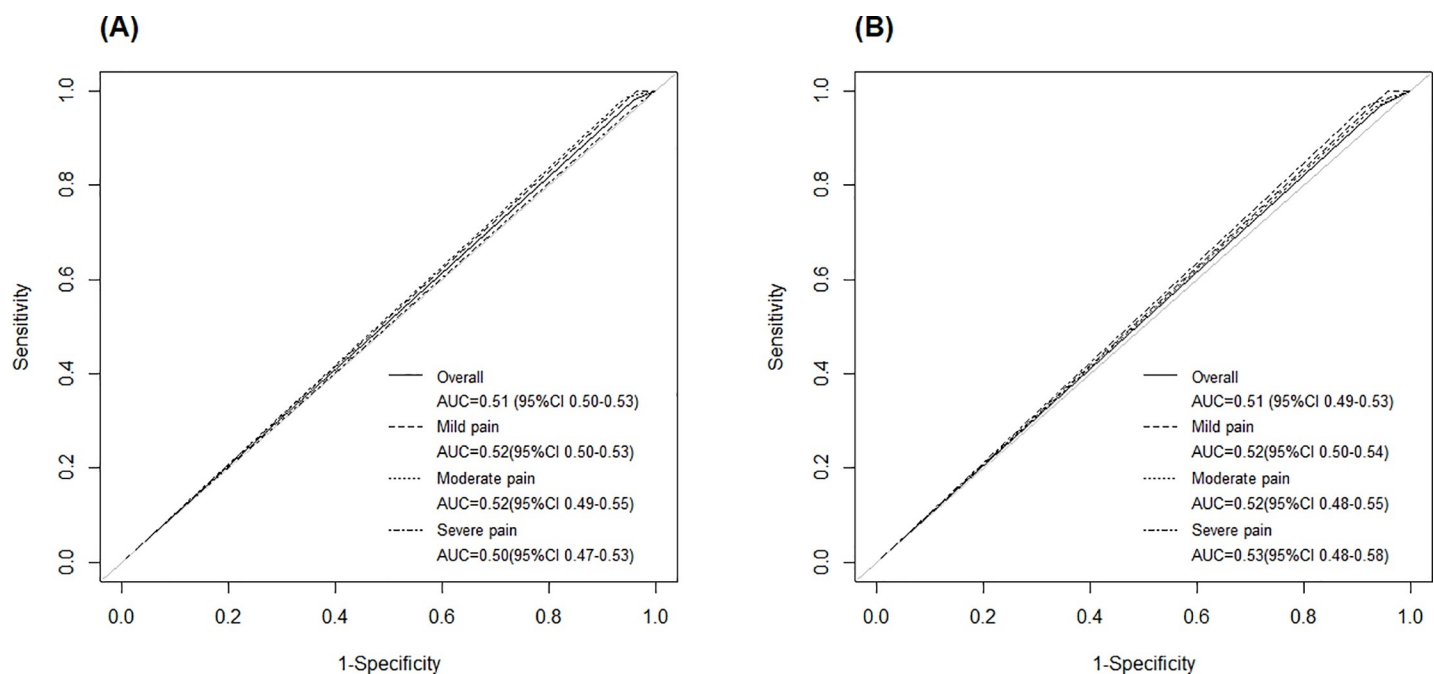 (A)
Sensitivity
1.0
0.8
0.6
0.4
0.2
0.0
Overall
AUC=0.51 (95%CI 0.50-0.53)
Mild pain
AUC=0.52(95%CI 0.50-0.53)
Moderate pain
AUC=0.52(95%CI 0.49-0.55)
Severe pain
AUC=0.50(95%CI 0.47-0.53)
0.0 0.2 0.4 0.6 0.8 1.0
1-Specificity
(B)
Sensitivity
1.0
0.8
0.6
0.4
0.2
0.0
Overall
AUC=0.51 (95%CI 0.49-0.53)
Mild pain
AUC=0.52(95%CI 0.50-0.54)
Moderate pain
AUC=0.52(95%CI 0.48-0.55)
Severe pain
AUC=0.53(95%CI 0.48-0.58)
0.0 0.2 0.4 0.6 0.8 1.0
1-Specificity